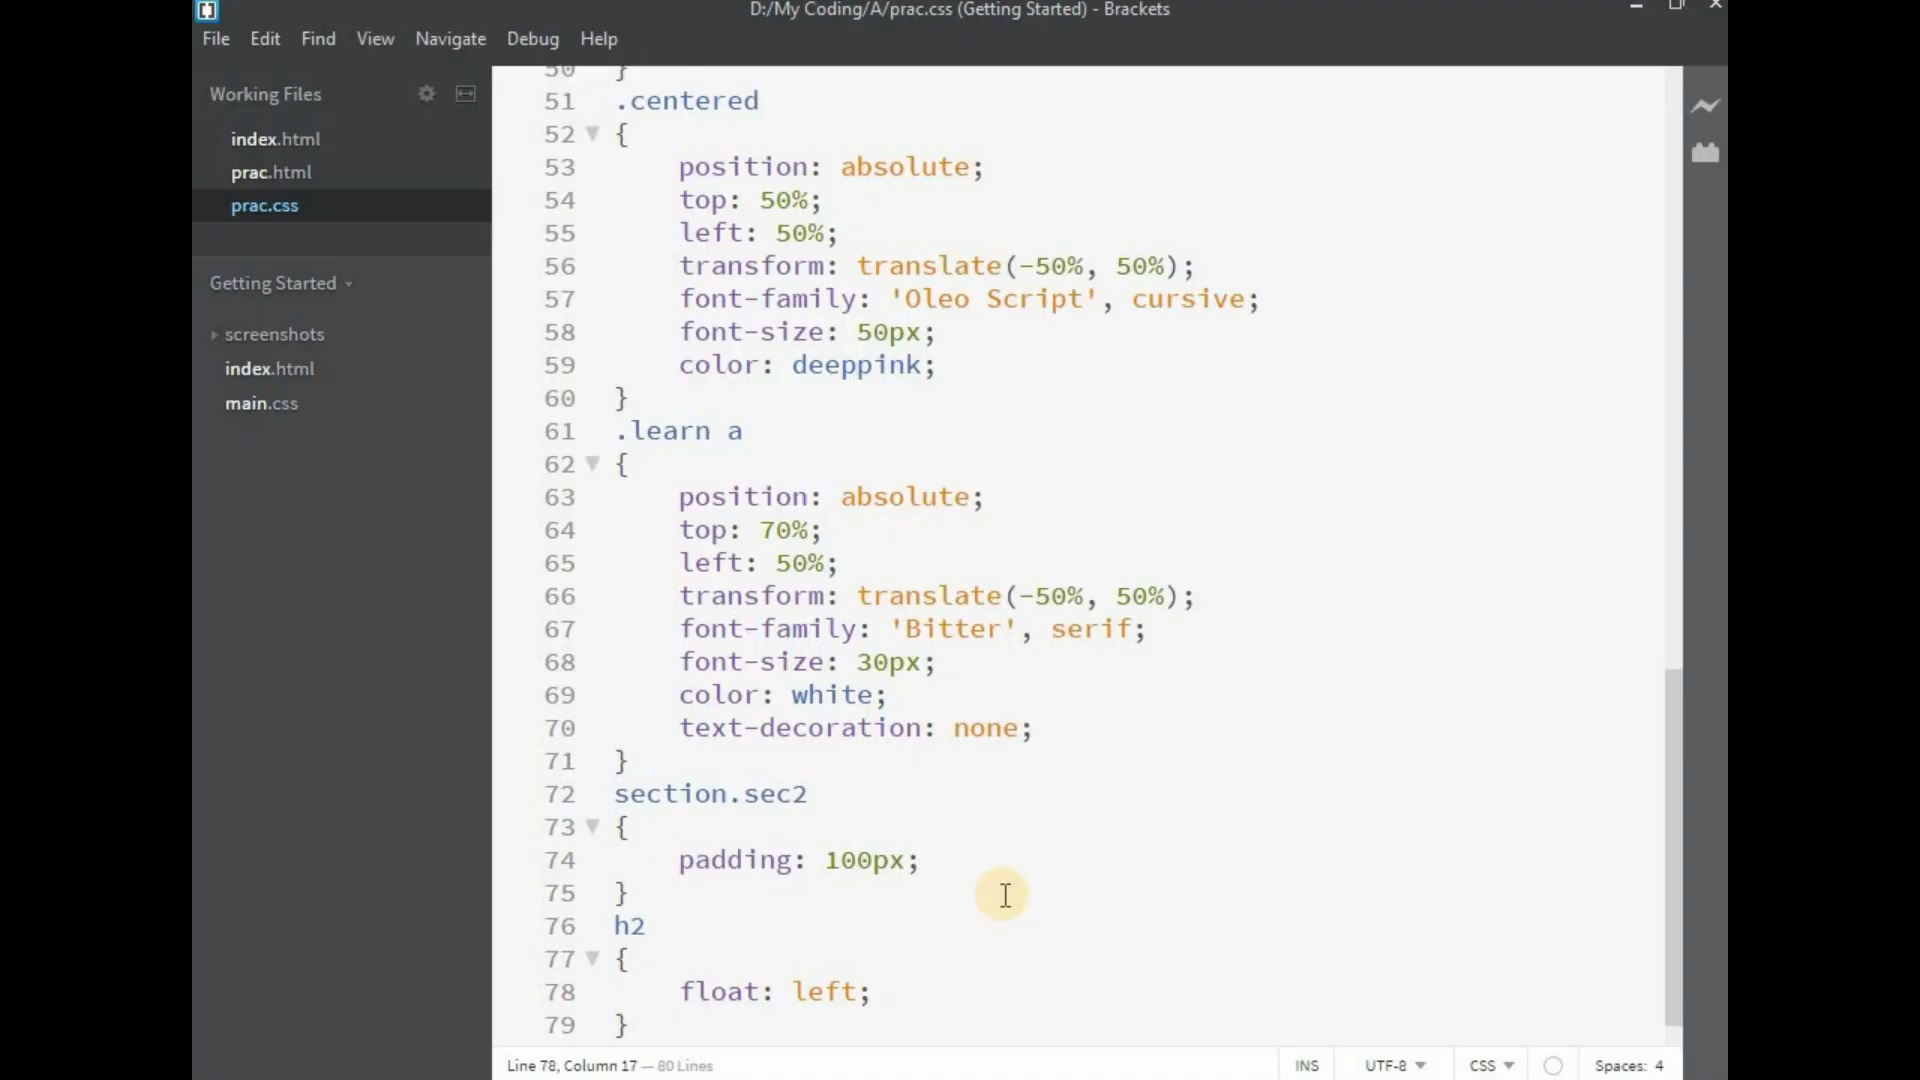 D:/My Coding/A/prac.css (Getting Started) - Brackets
File Edit Find View Navigate Debug Help
Working Files
index.html
prac.html
prac.css
Getting Started
screenshots
index.html
main.css
50 }
51 .centered
52 {
53 position: absolute;
54 top: 50%;
55 left: 50%;
56 transform: translate(-50%, 50%);
57 font-family: 'Oleo Script', cursive;
58 font-size: 50px;
59 color: deeppink;
60 }
61 .learn a
62 {
63 position: absolute;
64 top: 70%;
65 left: 50%;
66 transform: translate(-50%, 50%);
67 font-family: 'Bitter', serif;
68 font-size: 30px;
69 color: white;
70 text-decoration: none;
71 }
72 section.sec2
73 {
74 padding: 100px;
75 }
76 h2
77 {
78 float: left;
79 }
Line 78, Column 17 — 80 Lines
INS UTF-8 CSS Spaces: 4